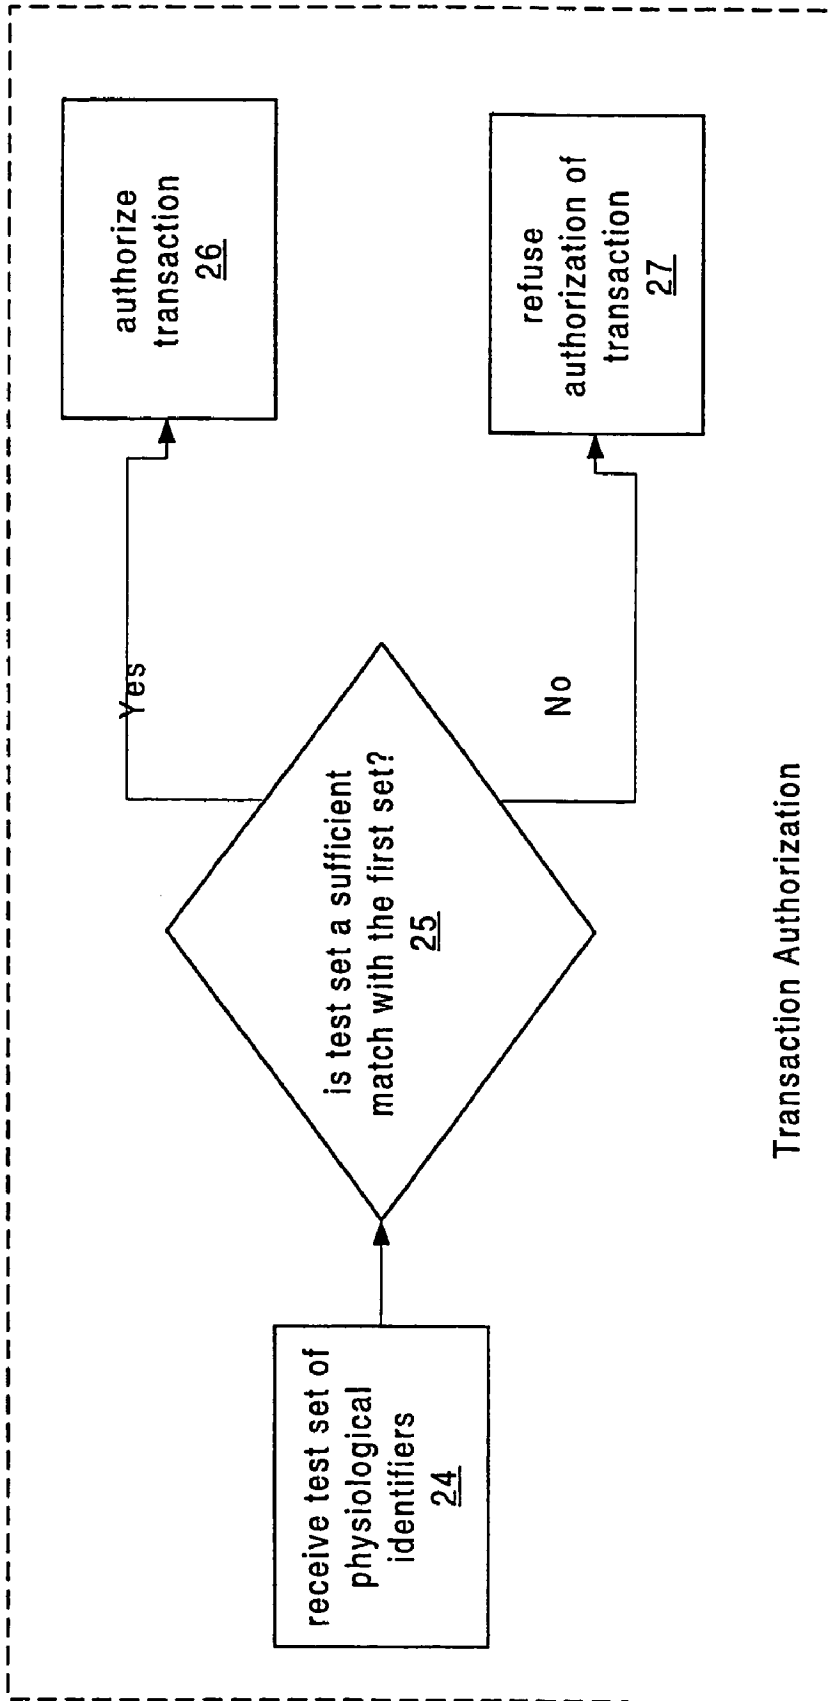 receive test set of
physiological
identifiers
24
is test set a sufficient
match with the first set?
25
Yes
authorize
transaction
26
No
refuse
authorization of
transaction
27
Transaction Authorization